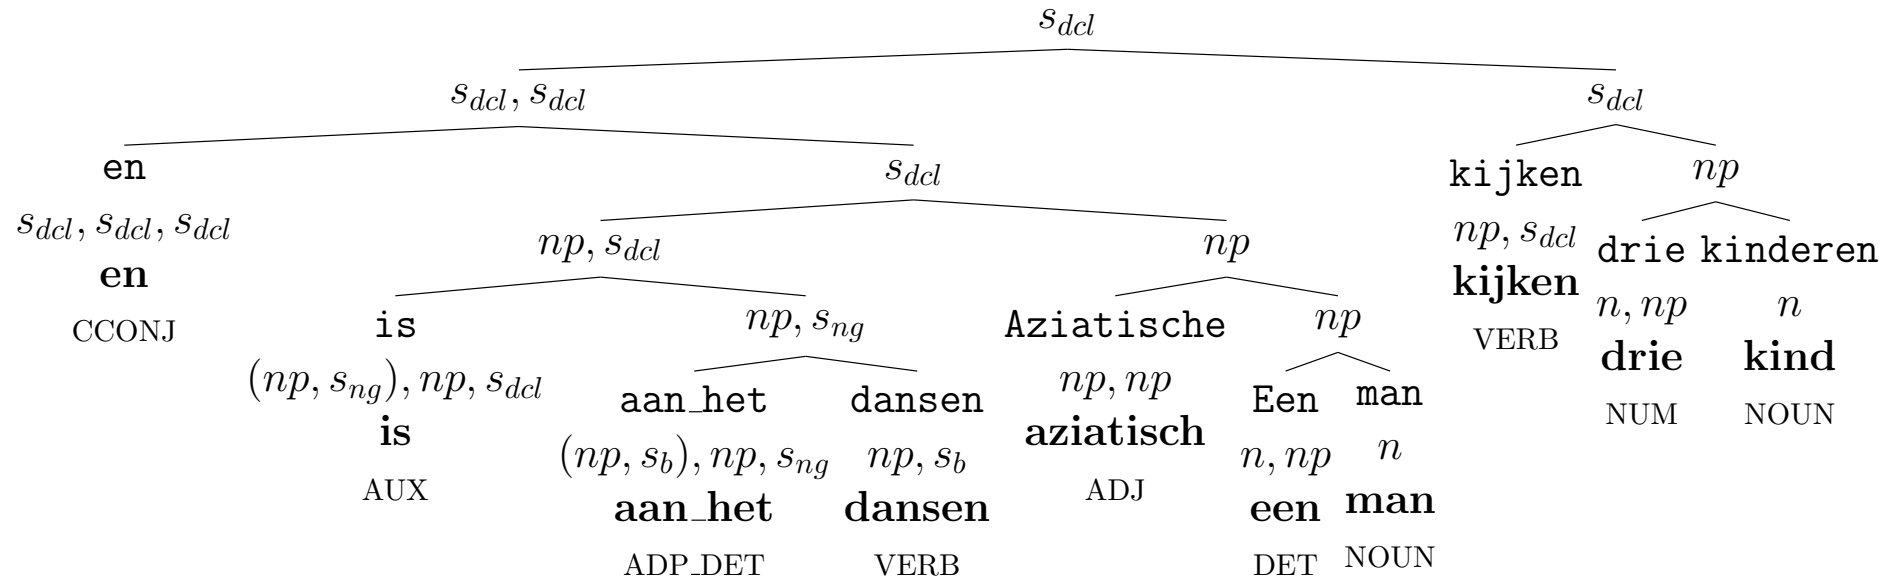 s_dcl
s_dcl, s_dcl
s_dcl
en
s_dcl
kijken
np
s_dcl, s_dcl, s_dcl
np, s_dcl
np
np, s_dcl
drie
kinderen
en
kijken
CCONJ
is
np, s_ng
Aziatische
np
VERB
n, np
n
(np, s_ng), np, s_dcl
aan_het
dansen
np, np
Een
man
drie
kind
is
(np, s_b), np, s_ng
np, s_b
aziatisch
n, np
n
NUM
NOUN
AUX
aan_het
dansen
ADJ
een
man
ADP_DET
VERB
DET
NOUN